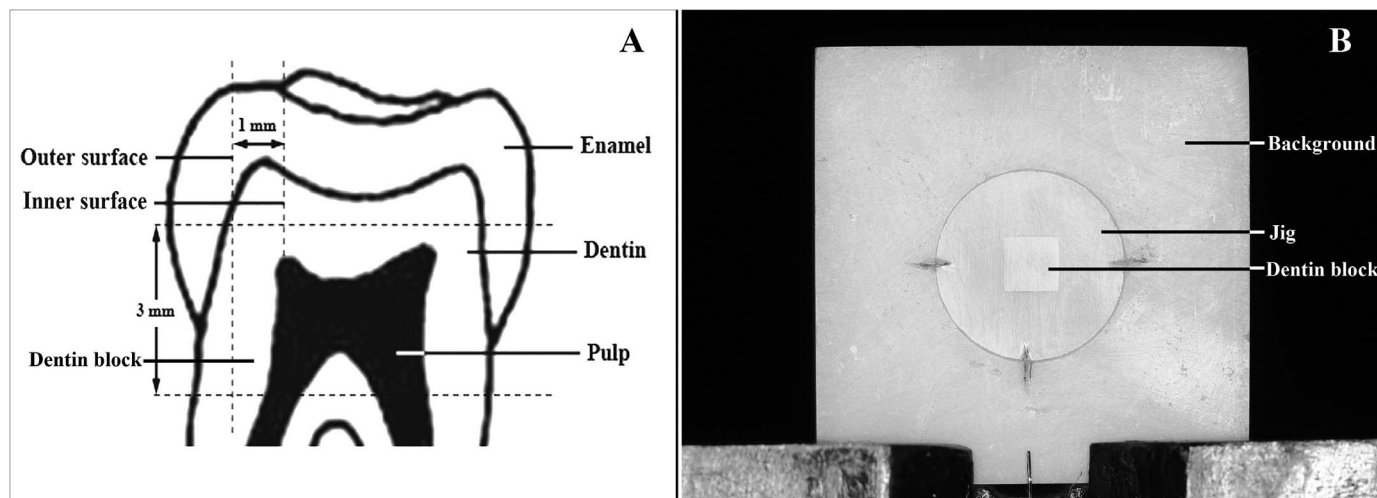 A
1 mm
Outer surface
Enamel
Inner surface
Dentin
3 mm
Dentin block
Pulp
B
Background
Jig
Dentin block